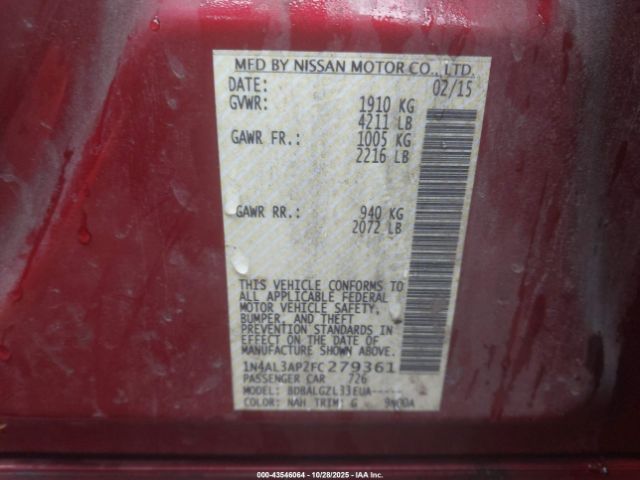 MFD BY NISSAN MOTOR CO., LTD.
DATE: 02/15
GVWR: 1910 KG
4211 LB
GAWR FR.: 1005 KG
2216 LB
GAWR RR.: 940 KG
2072 LB
THIS VEHICLE CONFORMS TO
ALL APPLICABLE FEDERAL
MOTOR VEHICLE SAFETY,
BUMPER, AND THEFT
PREVENTION STANDARDS IN
EFFECT ON THE DATE OF
MANUFACTURE SHOWN ABOVE.
1N4AL3AP2FC279361
PASSENGER CAR 726
MODEL: BDBALGZL33EUA-----
COLOR: NAH TRIM: G
000-43546064 | 10/28/2025 - IAA Inc.